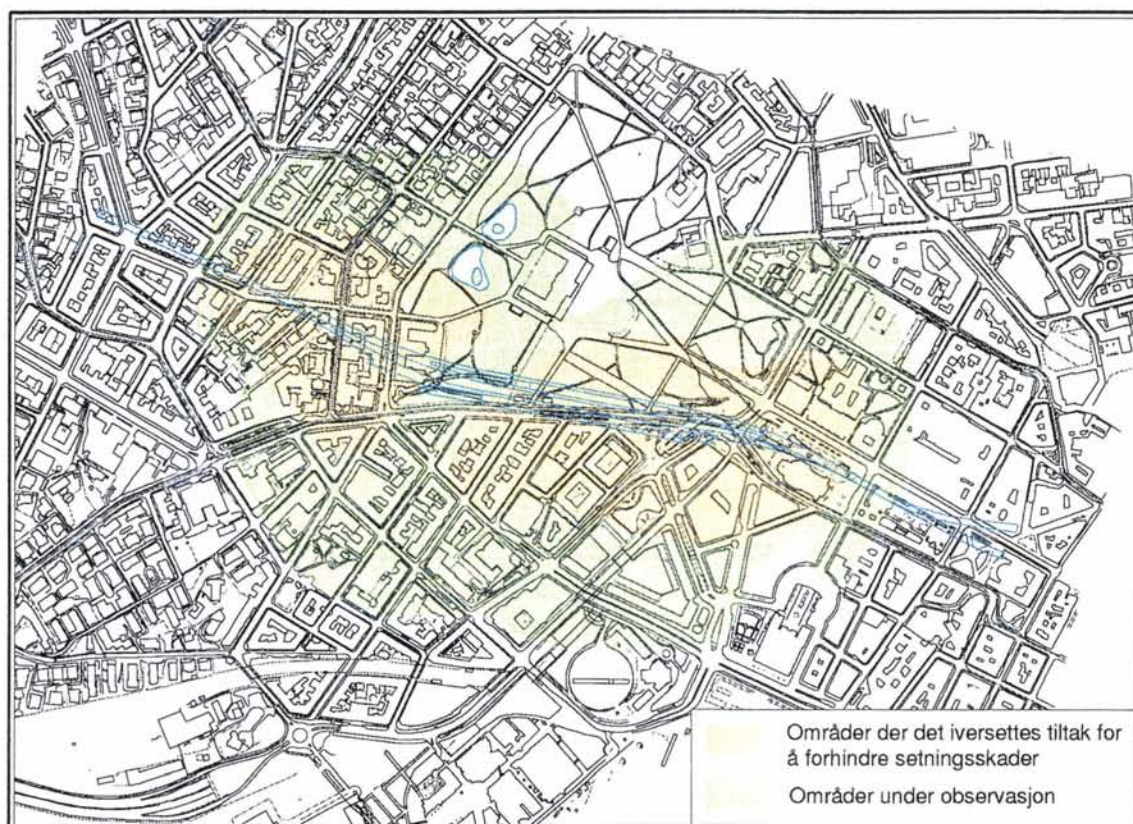 Områder der det iversettes tiltak for
å forhindre setningsskader
Områder under observasjon